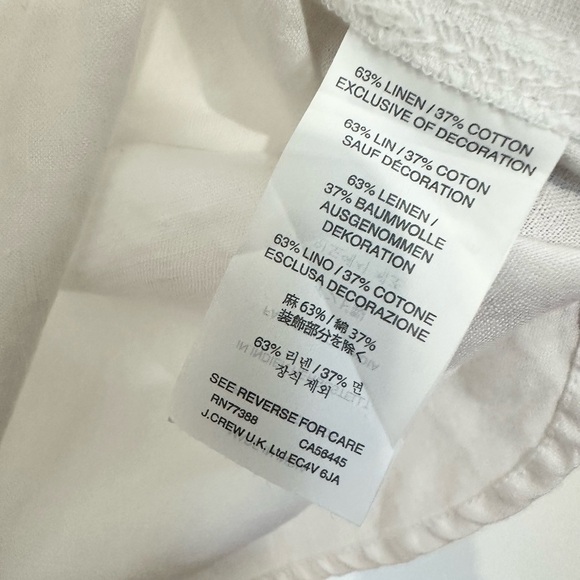 63% LINEN / 37% COTTON
EXCLUSIVE OF DECORATION
63% LIN / 37% COTON
SAUF DÉCORATION
63% LEINEN /
37% BAUMWOLLE
AUSGENOMMEN
DEKORATION
63% LINO / 37% COTONE
ESCLUSA DECORAZIONE
麻 63% / 綿 37%
装飾部分を除く
63% 리넨 / 37% 면
장식 제외
SEE REVERSE FOR CARE
RN77388 CA56445
J.CREW U.K. Ltd EC4V 6JA